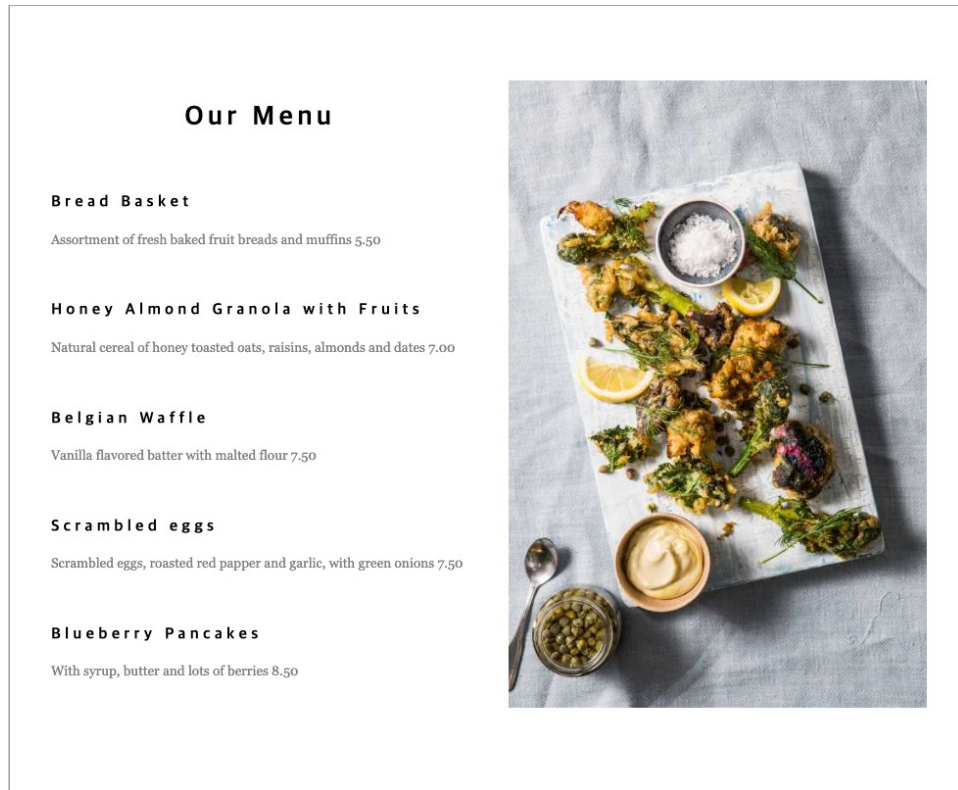 Our Menu
Bread Basket
Assortment of fresh baked fruit breads and muffins 5.50
Honey Almond Granola with Fruits
Natural cereal of honey toasted oats, raisins, almonds and dates 7.00
Belgian Waffle
Vanilla flavored batter with malted flour 7.50
Scrambled eggs
Scrambled eggs, roasted red papper and garlic, with green onions 7.50
Blueberry Pancakes
With syrup, butter and lots of berries 8.50